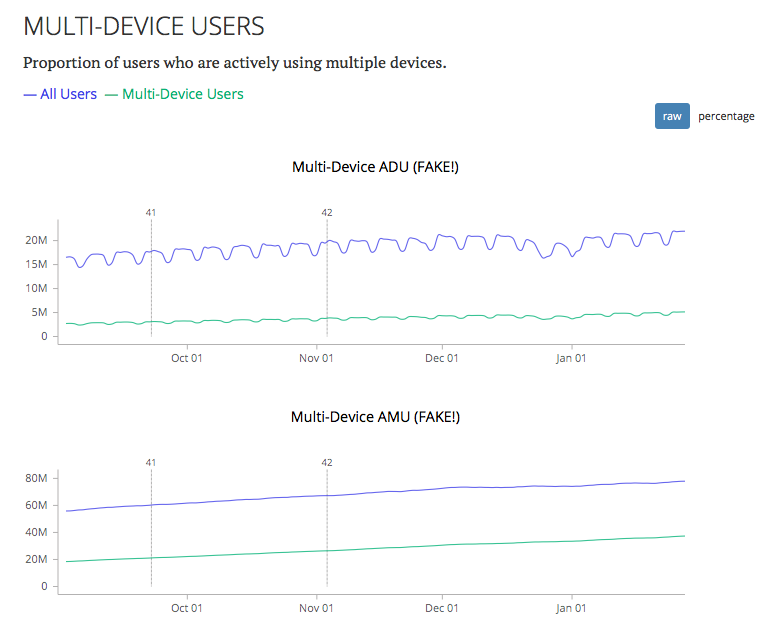 MULTI-DEVICE USERS
Proportion of users who are actively using multiple devices.
— All Users — Multi-Device Users
raw percentage
Multi-Device ADU (FAKE!)
41 42
20M
15M
10M
5M
0
Oct 01 Nov 01 Dec 01 Jan 01
Multi-Device AMU (FAKE!)
41 42
80M
60M
40M
20M
0
Oct 01 Nov 01 Dec 01 Jan 01